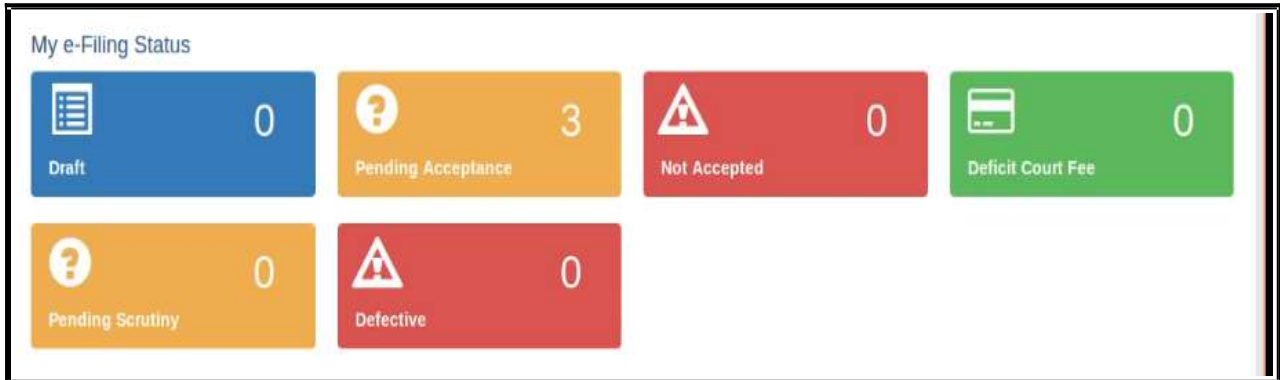 My e-Filing Status
0
3
0
0
Draft
Pending Acceptance
Not Accepted
Deficit Court Fee
0
0
Pending Scrutiny
Defective